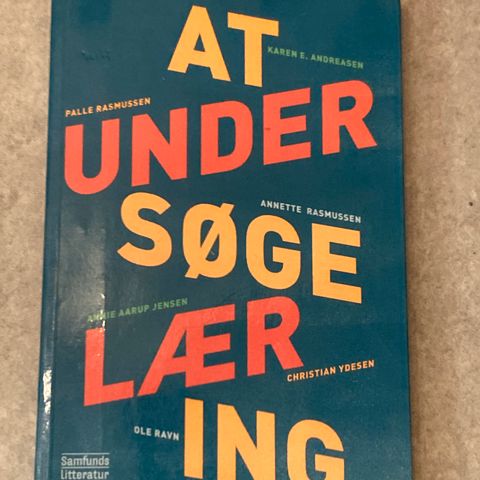 AT
KAREN E. ANDREASEN
PALLE RASMUSSEN
UNDER
ANNETTE RASMUSSEN
SØGE
ANNIE AARUP JENSEN
LÆR
CHRISTIAN YDESEN
OLE RAVN
ING
Samfunds
Litteratur